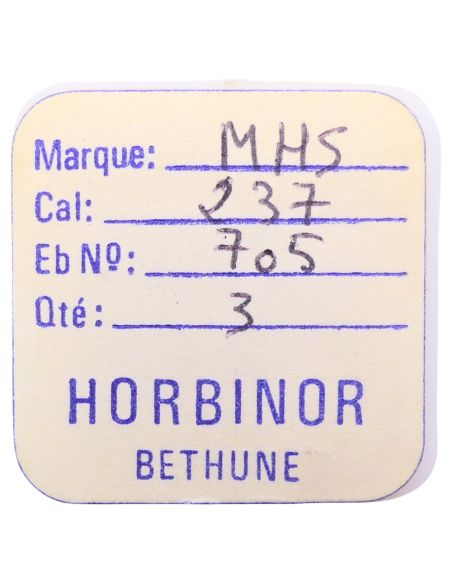 Marque: MHS
Cal: 237
Eb Nº: 705
Qté: 3
HORBINOR
BETHUNE